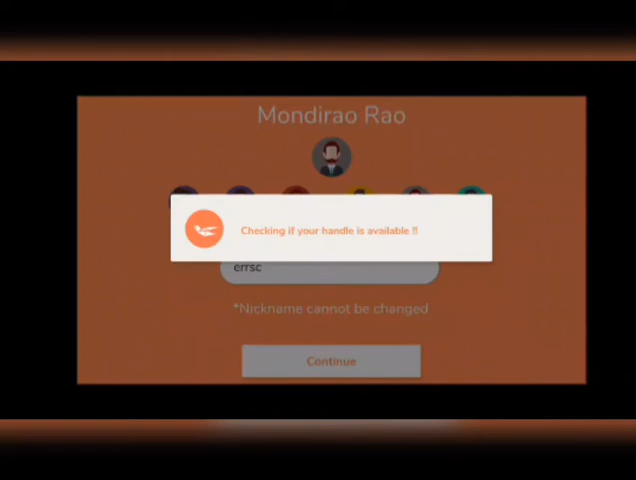 Mondirao Rao
Checking if your handle is available !!
errsc
*Nickname cannot be changed
Continue